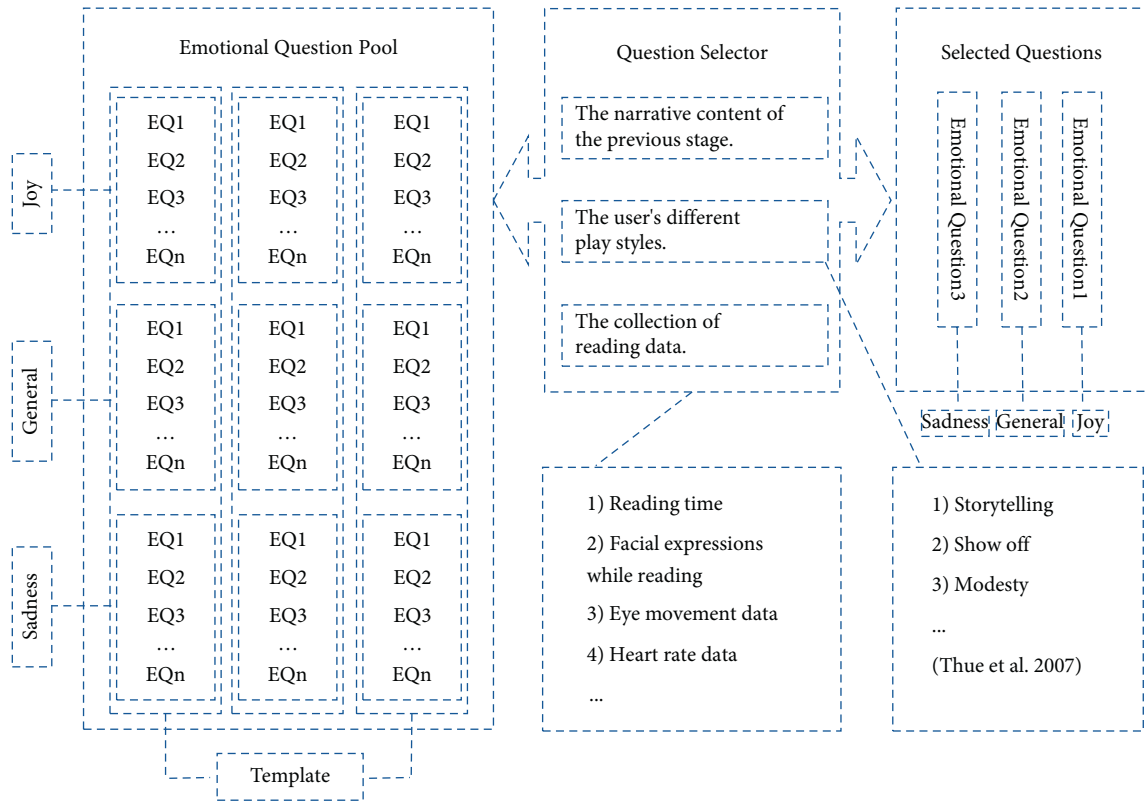 Emotional Question Pool
Joy
EQ1
EQ2
EQ3
...
EQn
EQ1
EQ2
EQ3
...
EQn
EQ1
EQ2
EQ3
...
EQn
General
EQ1
EQ2
EQ3
...
EQn
EQ1
EQ2
EQ3
...
EQn
EQ1
EQ2
EQ3
...
EQn
Sadness
EQ1
EQ2
EQ3
...
EQn
EQ1
EQ2
EQ3
...
EQn
EQ1
EQ2
EQ3
...
EQn
Template
Question Selector
The narrative content of
the previous stage.
The user's different
play styles.
The collection of
reading data.
1) Reading time
2) Facial expressions
while reading
3) Eye movement data
4) Heart rate data
...
Selected Questions
Emotional Question3
Emotional Question2
Emotional Question1
Sadness
General
Joy
1) Storytelling
2) Show off
3) Modesty
...
(Thue et al. 2007)